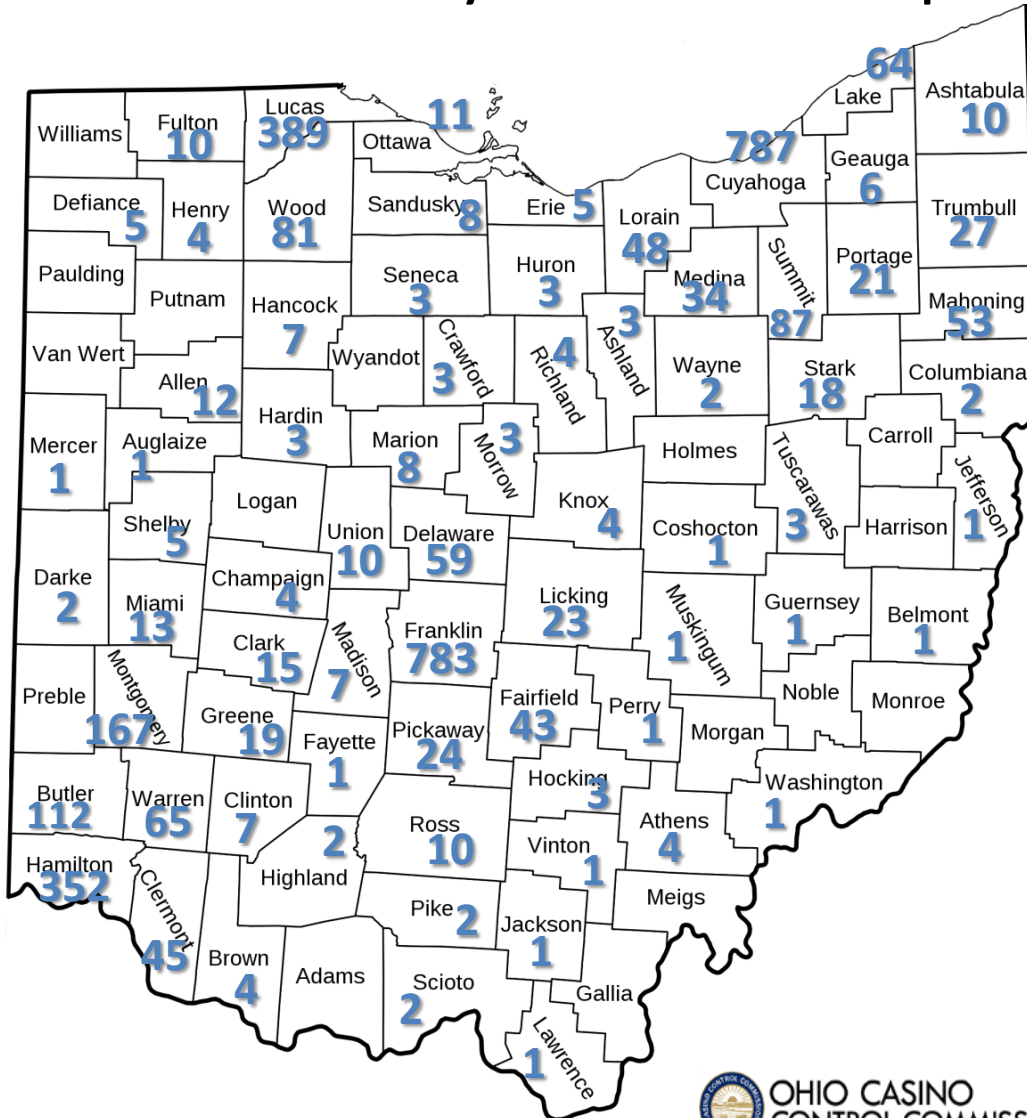 64
Lake
Ashtabula
10
Williams
Fulton
10
Lucas
389
11
Ottawa
787
Cuyahoga
Geauga
6
Defiance
5
Henry
4
Wood
81
Sandusky
8
Erie
5
Lorain
48
Trumbull
27
Paulding
Putnam
Hancock
7
Seneca
3
Huron
3
Medina
34
Summit
87
Portage
21
Mahoning
53
Van Wert
Allen
12
Wyandot
Crawford
3
Richland
4
Ashland
3
Wayne
2
Stark
18
Columbiana
2
Mercer
1
Auglaize
1
Hardin
3
Marion
8
Morrow
3
Holmes
Tuscarawas
3
Carroll
Jefferson
1
Shelby
5
Logan
Union
10
Delaware
59
Knox
4
Coshocton
1
Harrison
Darke
2
Miami
13
Champaign
4
Clark
15
Madison
7
Franklin
783
Licking
23
Muskingum
1
Guernsey
1
Belmont
1
Preble
Montgomery
167
Greene
19
Fayette
1
Pickaway
24
Fairfield
43
Perry
1
Morgan
Noble
Monroe
Butler
112
Warren
65
Clinton
7
Highland
2
Ross
10
Hocking
3
Vinton
1
Athens
4
Washington
1
Hamilton
352
Clermont
45
Brown
4
Adams
Pike
2
Scioto
2
Jackson
1
Meigs
Gallia
Lawrence
1
OHIO CASINO